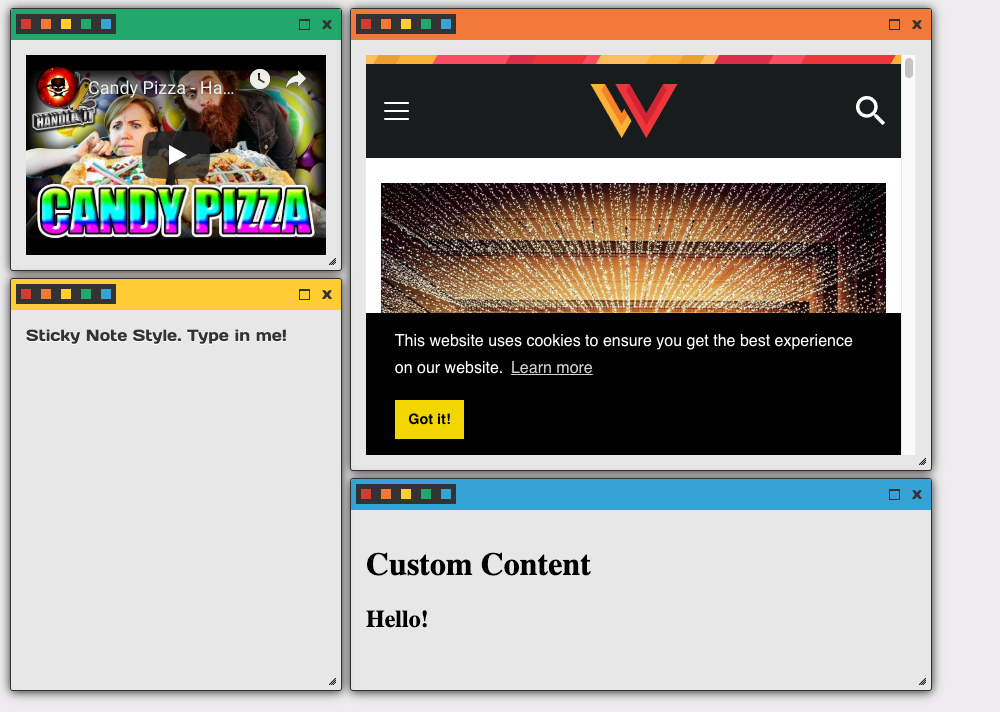 Candy Pizza - Ha...
HANDLE IT
CANDY PIZZA
This website uses cookies to ensure you get the best experience
on our website. Learn more
Got it!
Sticky Note Style. Type in me!
Custom Content
Hello!